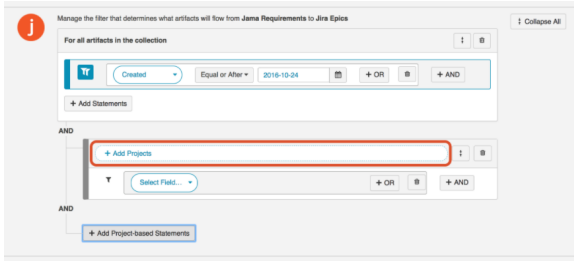 j
Manage the filter that determines what artifacts will flow from Jama Requirements to Jira Epics
Collapse All
For all artifacts in the collection
Created Equal or After 2016-10-24 + OR + AND
+ Add Statements
AND
+ Add Projects
Select Field... + OR + AND
AND
+ Add Project-based Statements